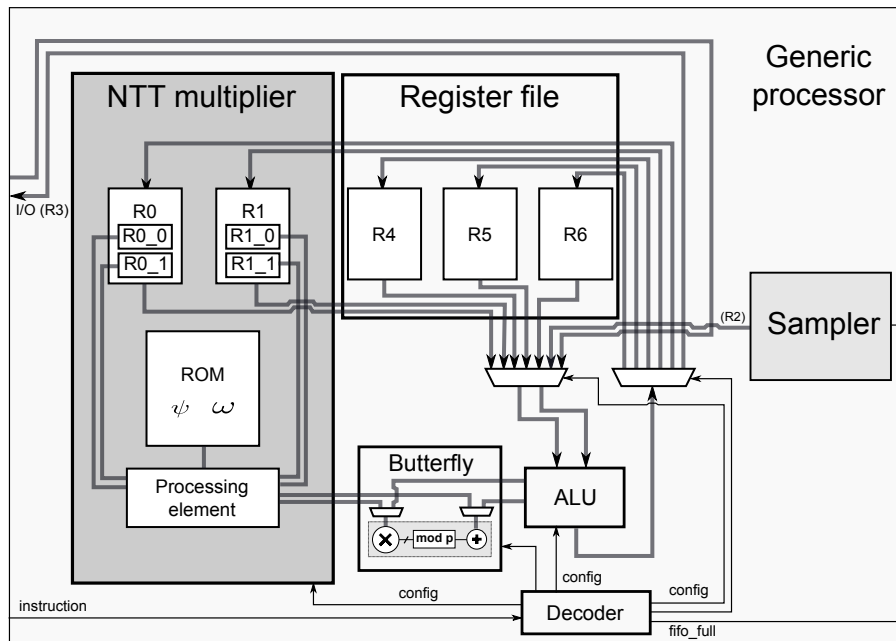 Generic
processor
NTT multiplier
Register file
I/O (R3)
R0
R0_0
R0_1
R1
R1_0
R1_1
R4
R5
R6
(R2)
Sampler
ROM
ψ ω
Processing
element
Butterfly
× mod p +
ALU
config
config
config
instruction
Decoder
fifo_full